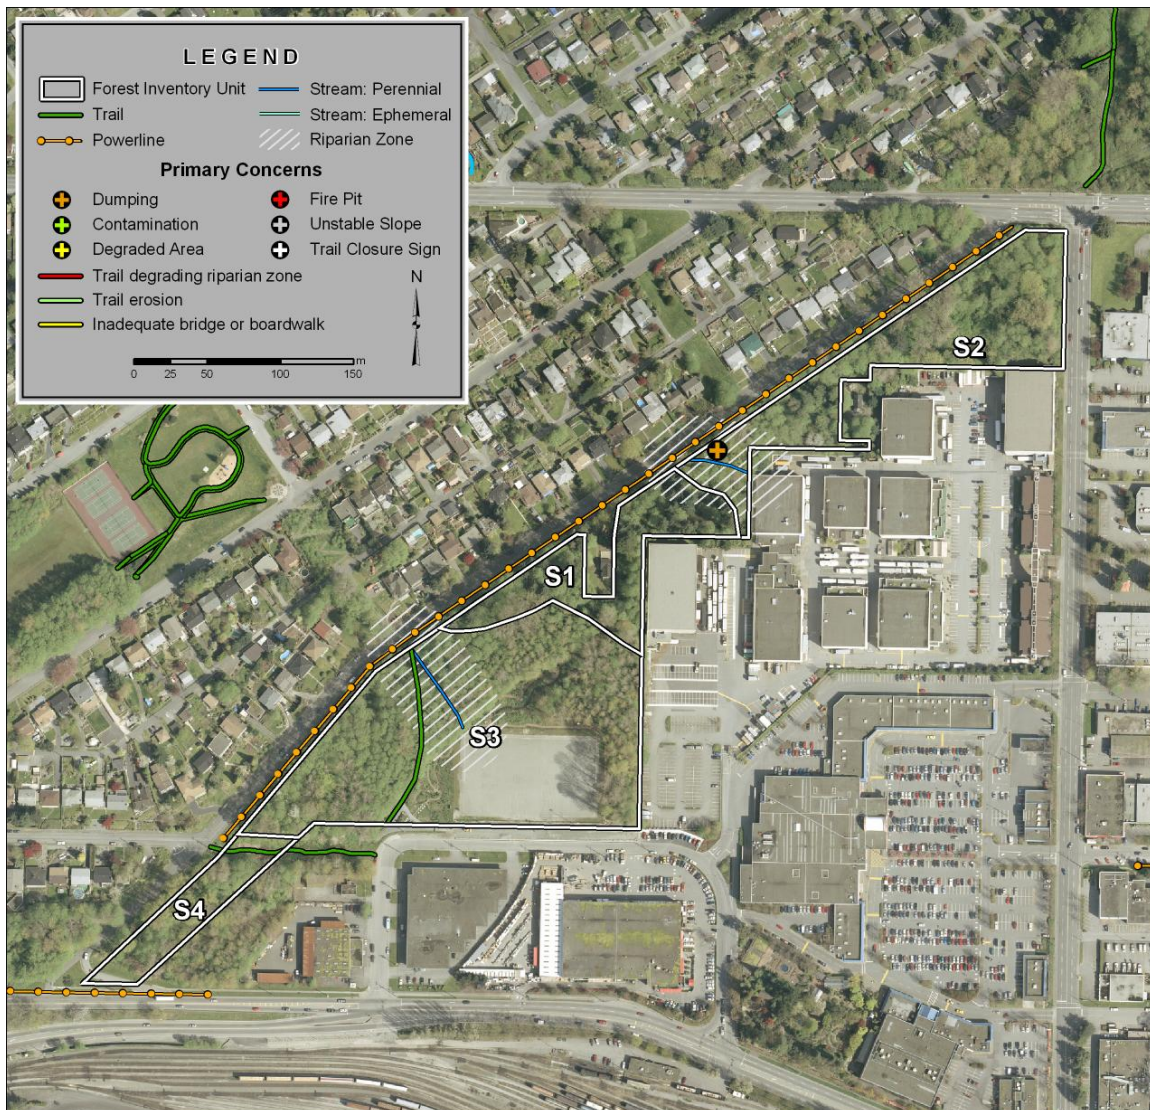 LEGEND
Forest Inventory Unit
Stream: Perennial
Trail
Stream: Ephemeral
Powerline
Riparian Zone
Primary Concerns
Dumping
Fire Pit
Contamination
Unstable Slope
Degraded Area
Trail Closure Sign
Trail degrading riparian zone
N
Trail erosion
Inadequate bridge or boardwalk
m
0 25 50 100 150
S2
S1
S3
S4